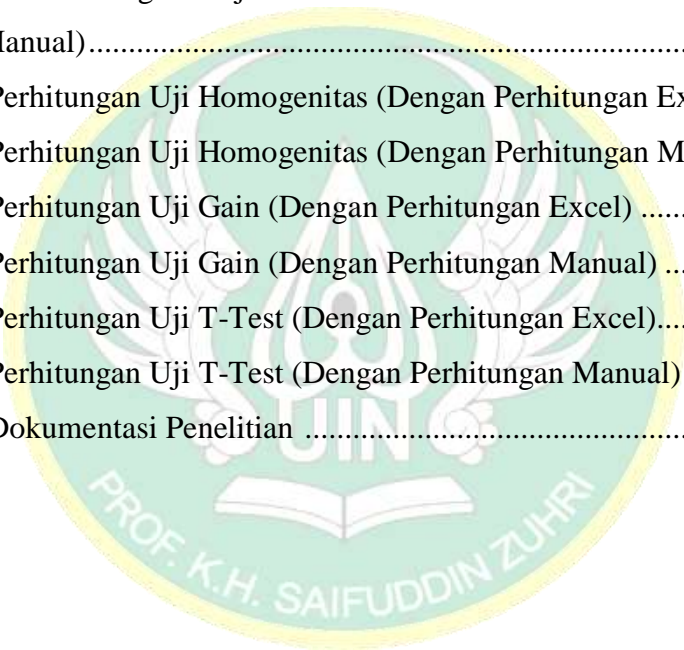 Manual)......................................................................
Perhitungan Uji Homogenitas (Dengan Perhitungan
Perhitungan Uji Homogenitas (Dengan Perhitungan
Perhitungan Uji Gain (Dengan Perhitungan Excel) ......
Perhitungan Uji Gain (Dengan Perhitungan Manual) ...
Perhitungan Uji T-Test (Dengan Perhitungan Excel)....
Perhitungan Uji T-Test (Dengan Perhitungan Manual)
Dokumentasi Penelitian .............................................
UIN
PROF. K.H. SAIFUDDIN ZUHRI